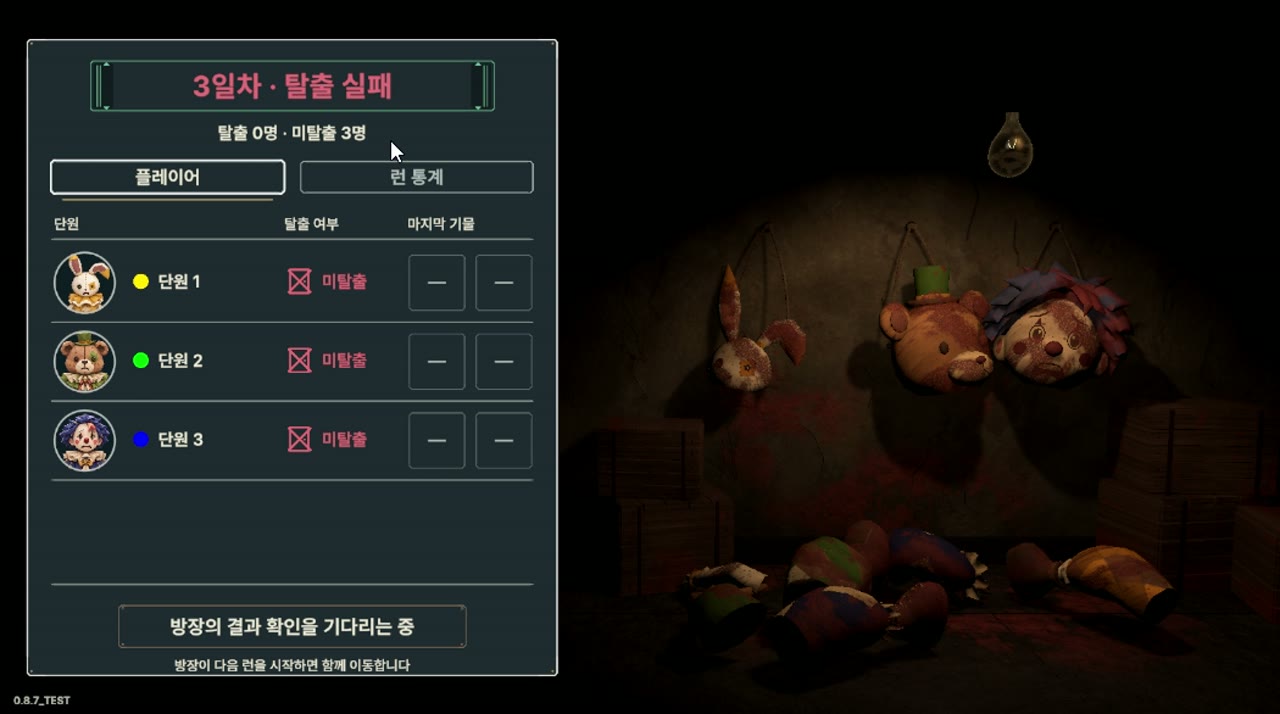 3일차 · 탈출 실패
탈출 0명 · 미탈출 3명
플레이어
런 통계
단원 탈출 여부 마지막 기물
단원 1 미탈출 — —
단원 2 미탈출 — —
단원 3 미탈출 — —
방장의 결과 확인을 기다리는 중
방장이 다음 런을 시작하면 함께 이동합니다
0.8.7_TEST